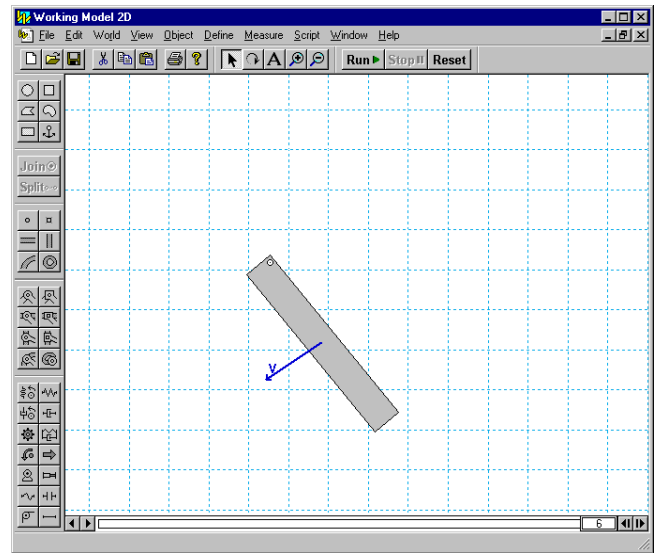 Working Model 2D
File Edit World View Object Define Measure Script Window Help
A Run Stop Reset
Join
Split
V
6